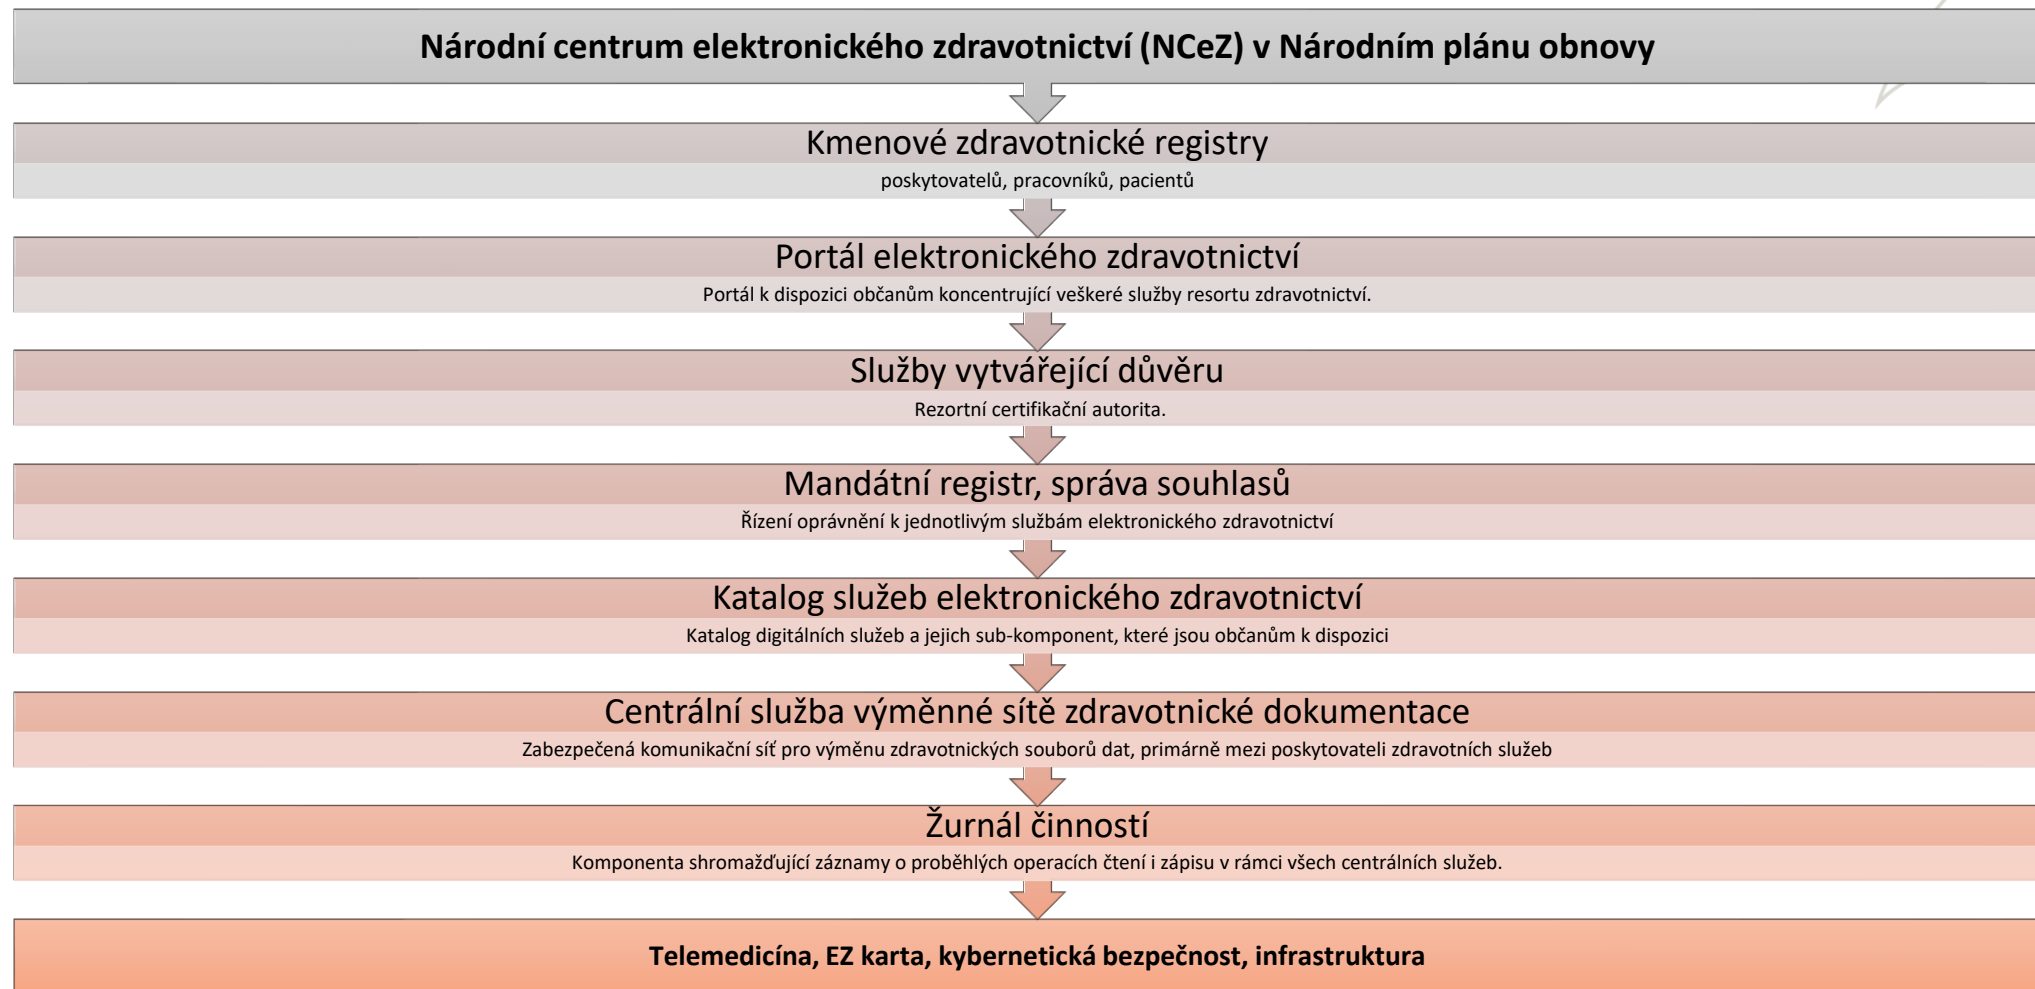 Národní centrum elektronického zdravotnictví (NCeZ) v Národním plánu obnovy
Kmenové zdravotnické registry
poskytovatelů, pracovníků, pacientů
Portál elektronického zdravotnictví
Portál k dispozici občanům koncentrující veškeré služby resortu zdravotnictví.
Služby vytvářející důvěru
Rezortní certifikační autorita.
Mandátní registr, správa souhlasů
Řízení oprávnění k jednotlivým službám elektronického zdravotnictví
Katalog služeb elektronického zdravotnictví
Katalog digitálních služeb a jejich sub-komponent, které jsou občanům k dispozici
Centrální služba výměnné sítě zdravotnické dokumentace
Zabezpečená komunikační síť pro výměnu zdravotnických souborů dat, primárně mezi poskytovateli zdravotních služeb
Žurnál činností
Komponenta shromažďující záznamy o proběhlých operacích čtení i zápisu v rámci všech centrálních služeb.
Telemedicína, EZ karta, kybernetická bezpečnost, infrastruktura